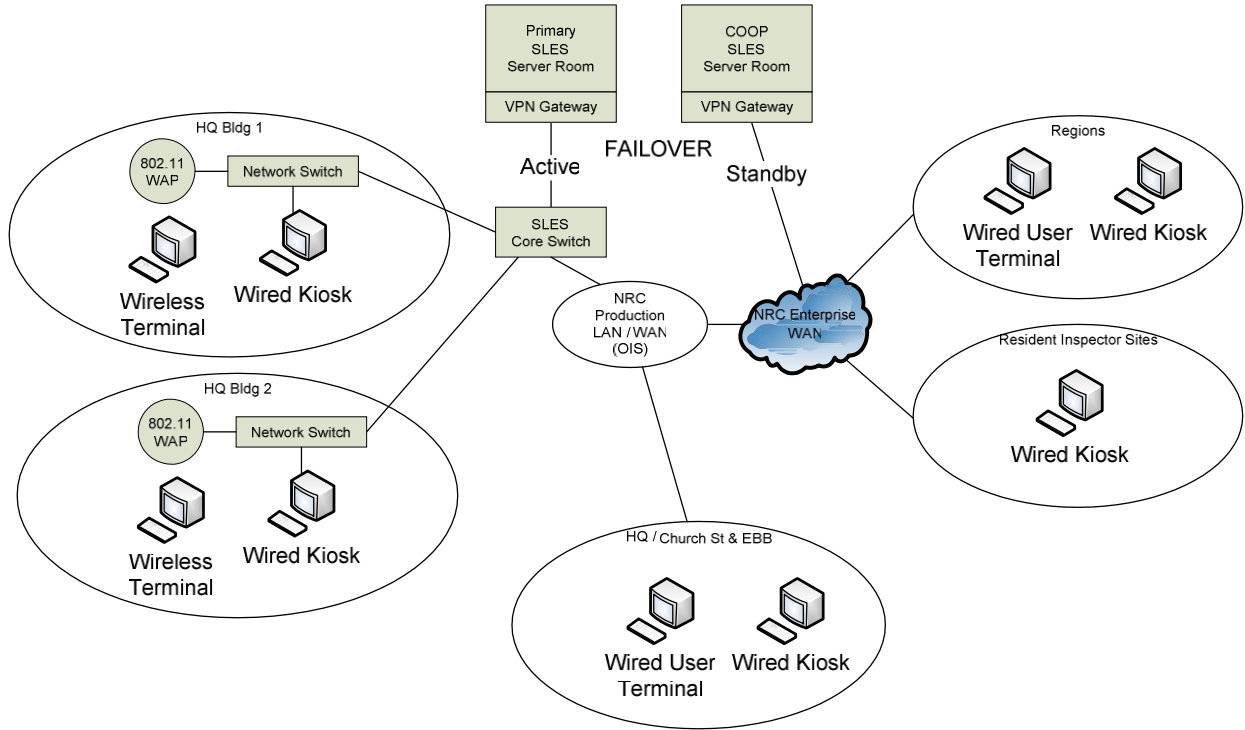 Primary
SLES
Server Room
VPN Gateway
COOP
SLES
Server Room
VPN Gateway
FAILOVER
Active
Standby
HQ Bldg 1
802.11
WAP
Network Switch
Wireless
Terminal
Wired Kiosk
SLES
Core Switch
NRC
Production
LAN / WAN
(OIS)
NRC Enterprise
WAN
Regions
Wired User
Terminal
Wired Kiosk
Resident Inspector Sites
Wired Kiosk
HQ Bldg 2
802.11
WAP
Network Switch
Wireless
Terminal
Wired Kiosk
HQ / Church St & EBB
Wired User
Terminal
Wired Kiosk